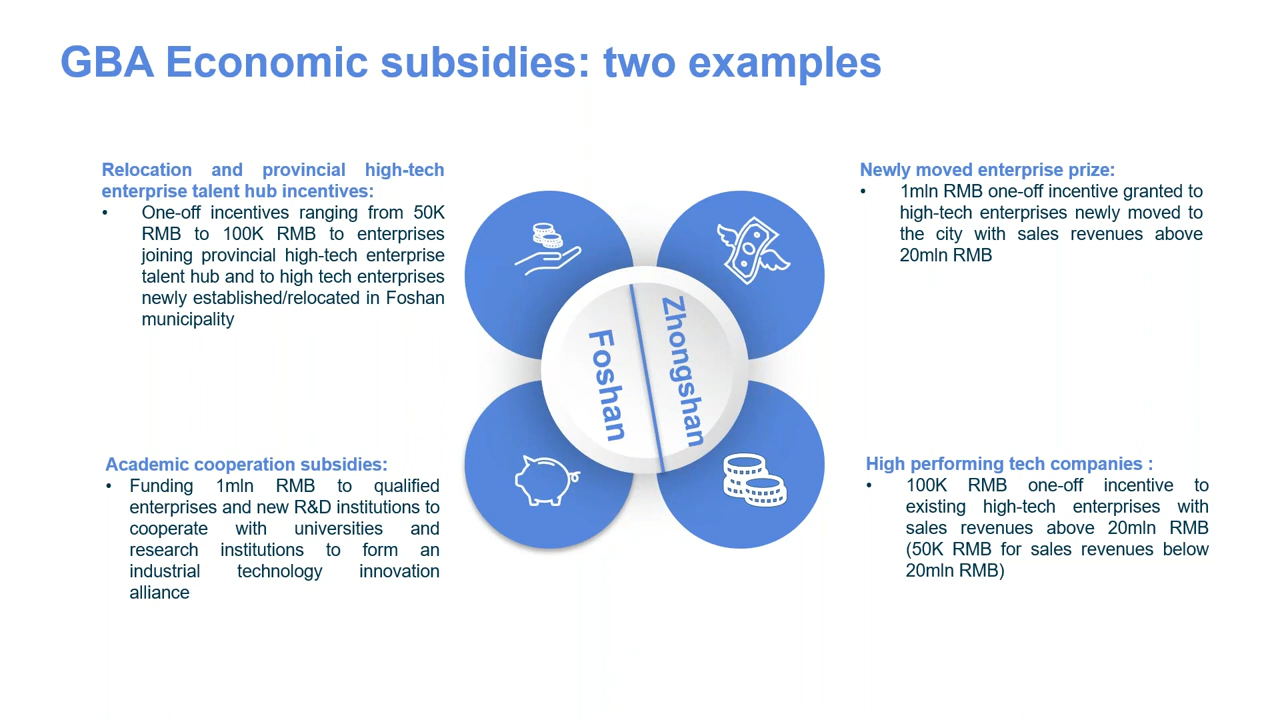 GBA Economic subsidies: two examples
Relocation and provincial high-tech
enterprise talent hub incentives:
• One-off incentives ranging from 50K
RMB to 100K RMB to enterprises
joining provincial high-tech enterprise
talent hub and to high tech enterprises
newly established/relocated in Foshan
municipality
Academic cooperation subsidies:
• Funding 1mln RMB to qualified
enterprises and new R&D institutions to
cooperate with universities and
research institutions to form an
industrial technology innovation
alliance
Foshan
Zhongshan
Newly moved enterprise prize:
• 1mln RMB one-off incentive granted to
high-tech enterprises newly moved to
the city with sales revenues above
20mln RMB
High performing tech companies :
• 100K RMB one-off incentive to
existing high-tech enterprises with
sales revenues above 20mln RMB
(50K RMB for sales revenues below
20mln RMB)